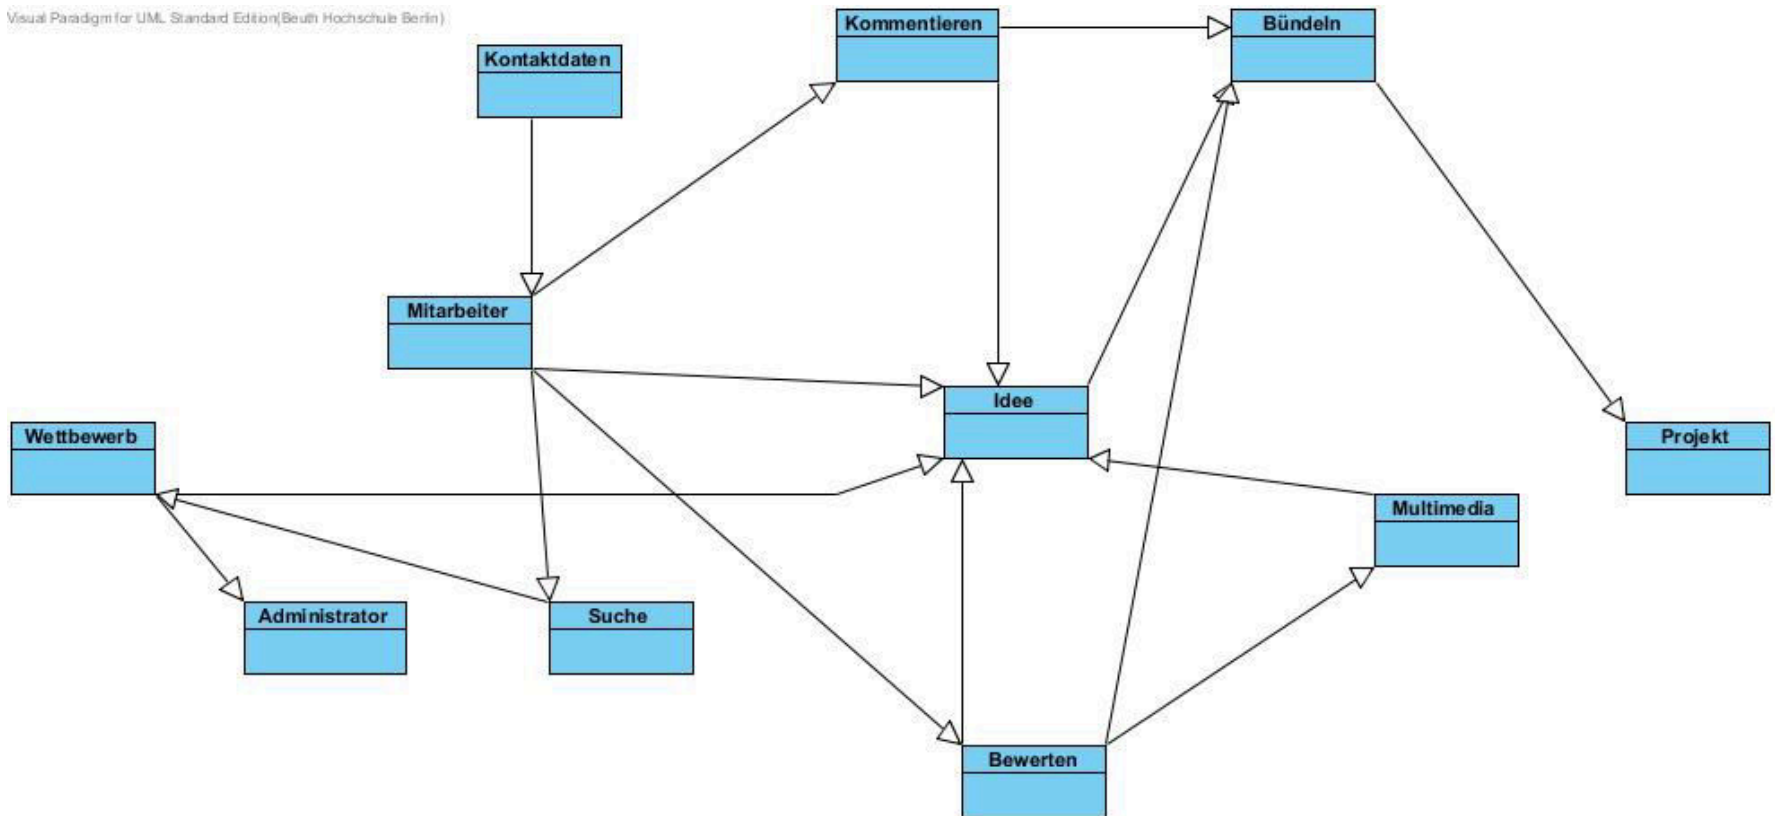 Visual Paradigm for UML Standard Edition(Beuth Hochschule Berlin)
Kommentieren
Bündeln
Kontaktdaten
Mitarbeiter
Idee
Wettbewerb
Projekt
Multimedia
Administrator
Suche
Bewerten